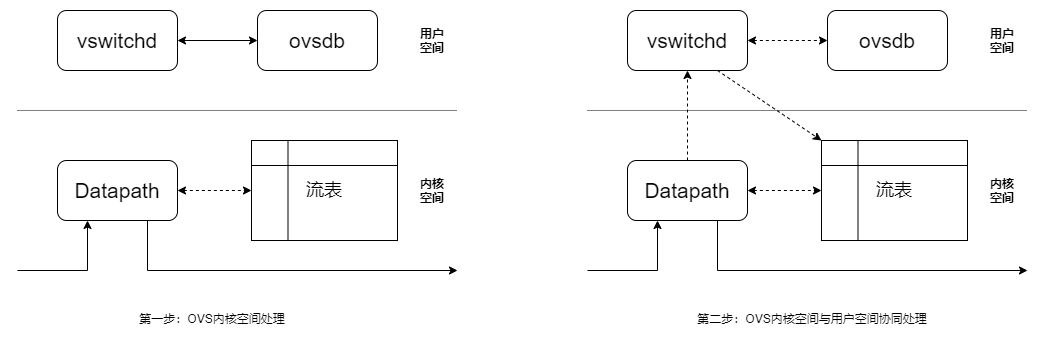 vswitchd
ovsdb
用户
空间
Datapath
流表
内核
空间
第一步：OVS内核空间处理
vswitchd
ovsdb
用户
空间
Datapath
流表
内核
空间
第二步：OVS内核空间与用户空间协同处理